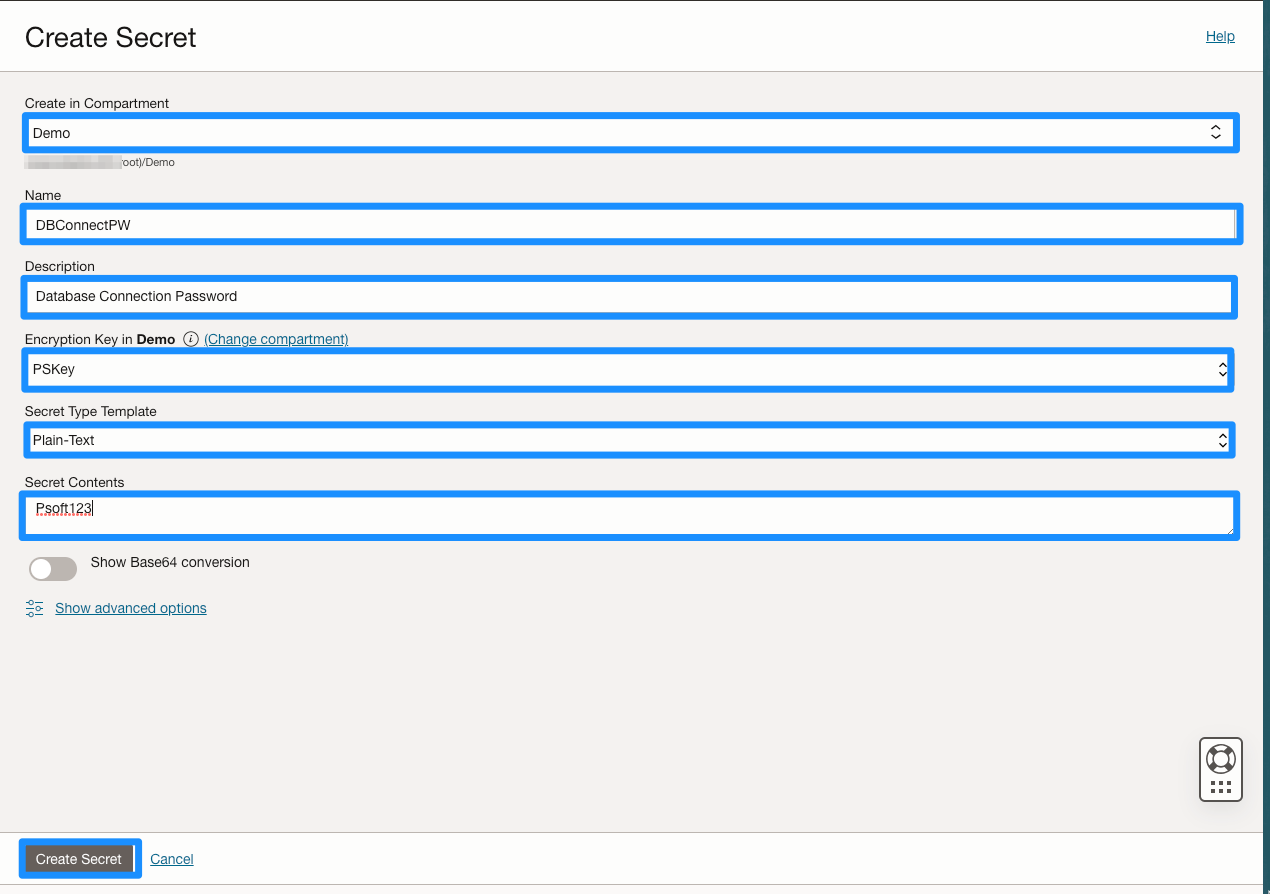 Create Secret
Help
Create in Compartment
Demo
oot)/Demo
Name
DBConnectPW
Description
Database Connection Password
Encryption Key in Demo (Change compartment)
PSKey
Secret Type Template
Plain-Text
Secret Contents
Psoft123
Show Base64 conversion
Show advanced options
Create Secret Cancel